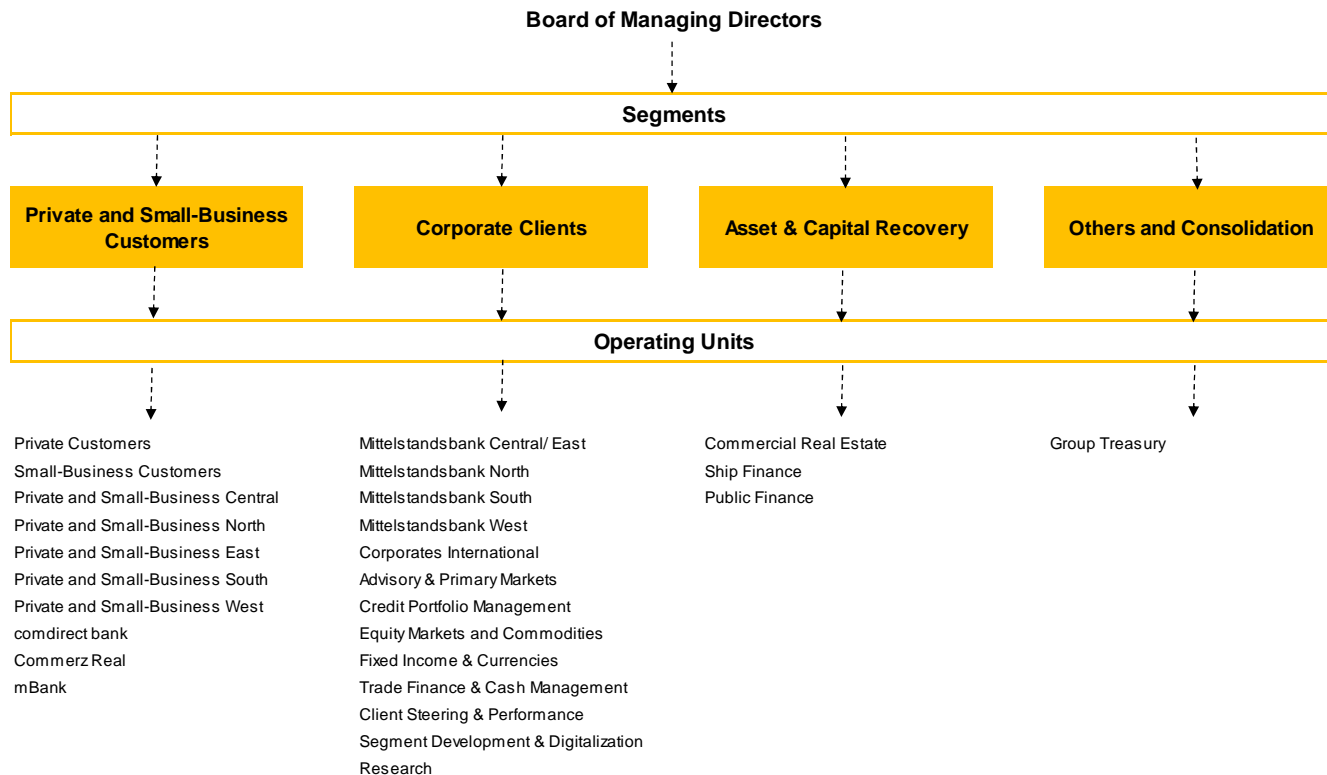 Board of Managing Directors
Segments
Private and Small-Business
Customers
Corporate Clients
Asset & Capital Recovery
Others and Consolidation
Operating Units
Private Customers
Small-Business Customers
Private and Small-Business Central
Private and Small-Business North
Private and Small-Business East
Private and Small-Business South
Private and Small-Business West
comdirect bank
Commerz Real
mBank
Mittelstandsbank Central/ East
Mittelstandsbank North
Mittelstandsbank South
Mittelstandsbank West
Corporates International
Advisory & Primary Markets
Credit Portfolio Management
Equity Markets and Commodities
Fixed Income & Currencies
Trade Finance & Cash Management
Client Steering & Performance
Segment Development & Digitalization
Research
Commercial Real Estate
Ship Finance
Public Finance
Group Treasury